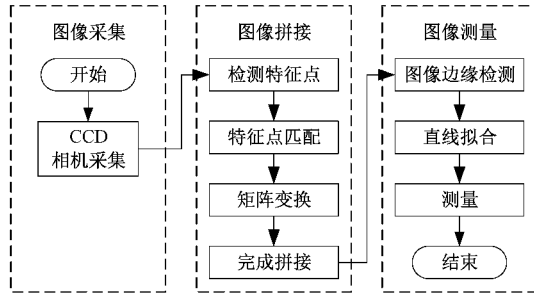 图像采集
开始
CCD
相机采集
图像拼接
检测特征点
特征点匹配
矩阵变换
完成拼接
图像测量
图像边缘检测
直线拟合
测量
结束